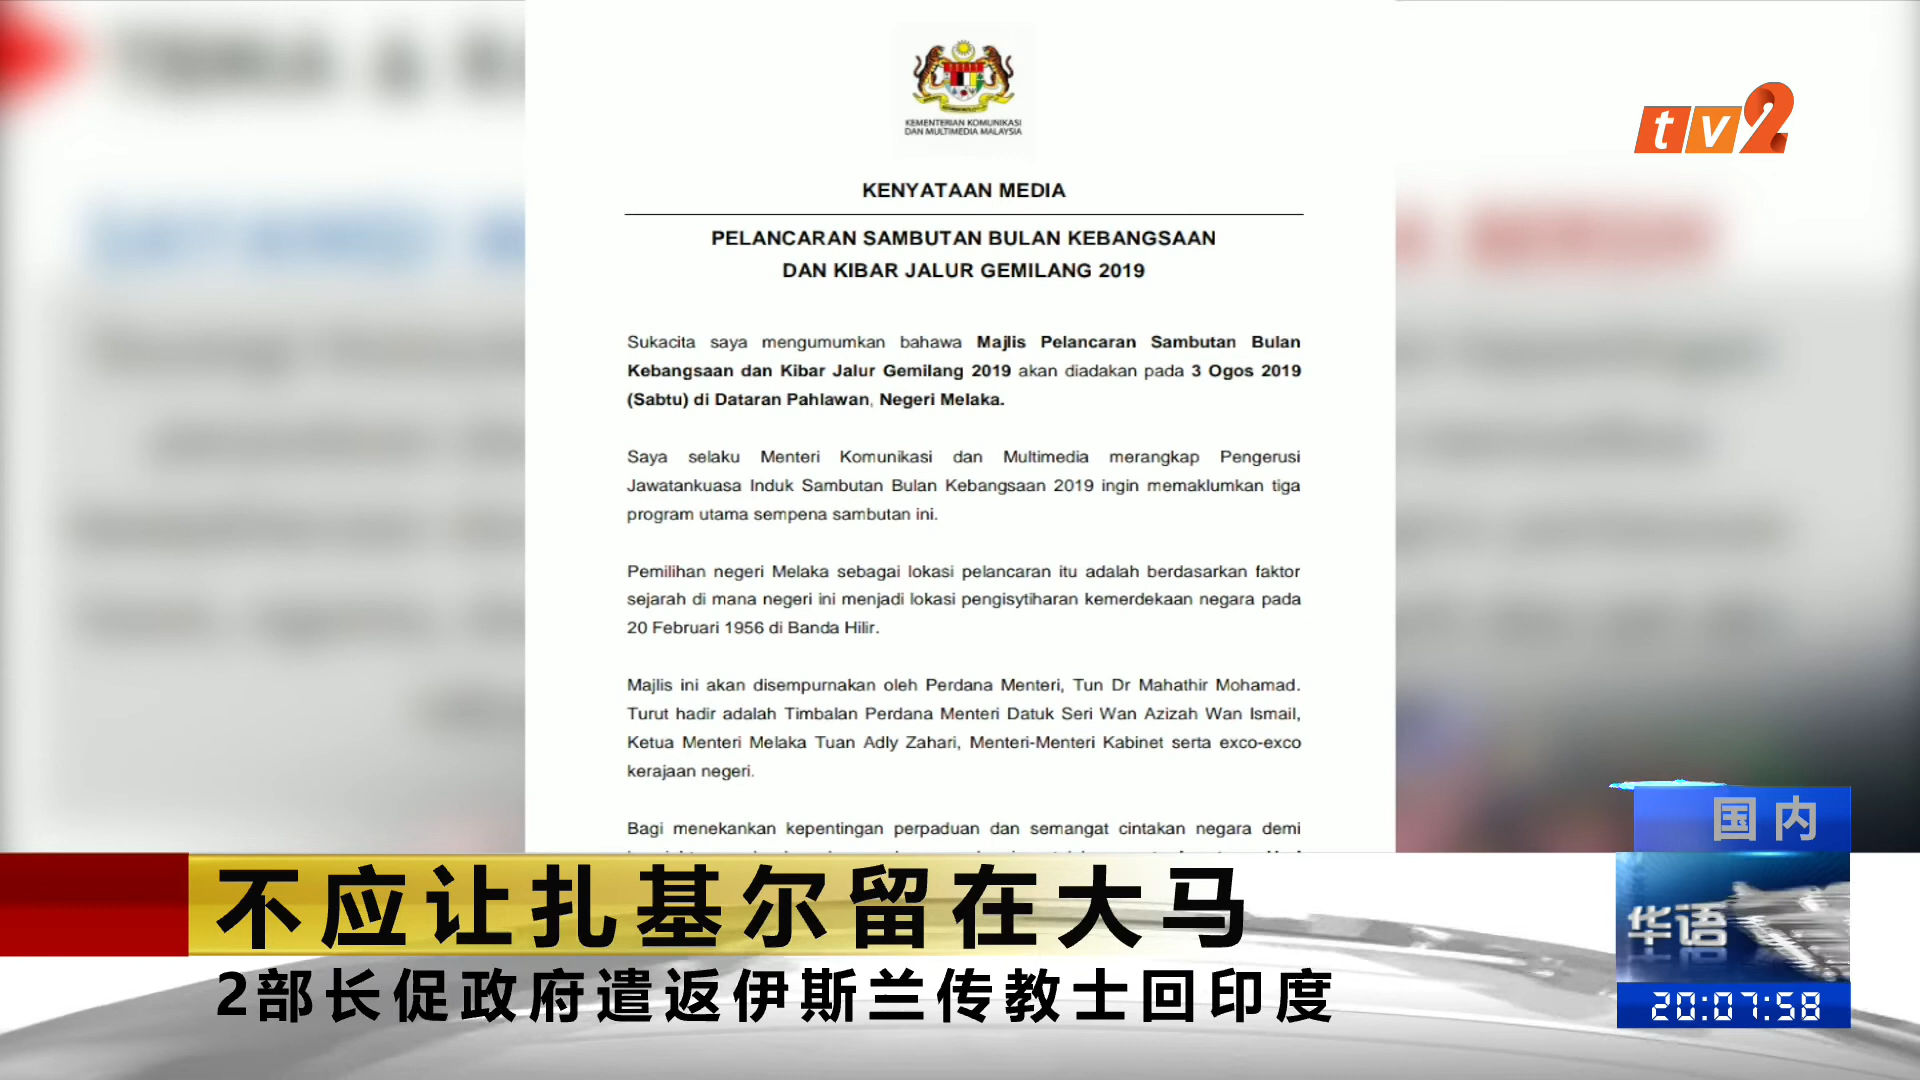 tv2
KEMENTERIAN KOMUNIKASI
DAN MULTIMEDIA MALAYSIA
KENYATAAN MEDIA
PELANCARAN SAMBUTAN BULAN KEBANGSAAN
DAN KIBAR JALUR GEMILANG 2019
Sukacita saya mengumumkan bahawa Majlis Pelancaran Sambutan Bulan
Kebangsaan dan Kibar Jalur Gemilang 2019 akan diadakan pada 3 Ogos 2019
(Sabtu) di Dataran Pahlawan, Negeri Melaka.
Saya selaku Menteri Komunikasi dan Multimedia merangkap Pengerusi
Jawatankuasa Induk Sambutan Bulan Kebangsaan 2019 ingin memaklumkan tiga
program utama sempena sambutan ini.
Pemilihan negeri Melaka sebagai lokasi pelancaran itu adalah berdasarkan faktor
sejarah di mana negeri ini menjadi lokasi pengisytiharan kemerdekaan negara pada
20 Februari 1956 di Banda Hilir.
Majlis ini akan disempurnakan oleh Perdana Menteri, Tun Dr Mahathir Mohamad.
Turut hadir adalah Timbalan Perdana Menteri Datuk Seri Wan Azizah Wan Ismail,
Ketua Menteri Melaka Tuan Adly Zahari, Menteri-Menteri Kabinet serta exco-exco
kerajaan negeri.
Bagi menekankan kepentingan perpaduan dan semangat cintakan negara demi
国内
不应让扎基尔留在大马
2部长促政府遣返伊斯兰传教士回印度
华语
20:07:58